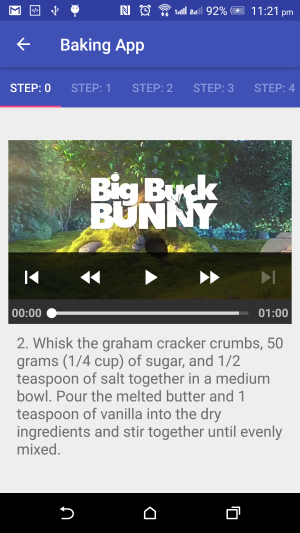 92% 11:21 pm
Baking App
STEP: 0 STEP: 1 STEP: 2 STEP: 3 STEP: 4
Big Buck
BUNNY
00:00 01:00
2. Whisk the graham cracker crumbs, 50
grams (1/4 cup) of sugar, and 1/2
teaspoon of salt together in a medium
bowl. Pour the melted butter and 1
teaspoon of vanilla into the dry
ingredients and stir together until evenly
mixed.